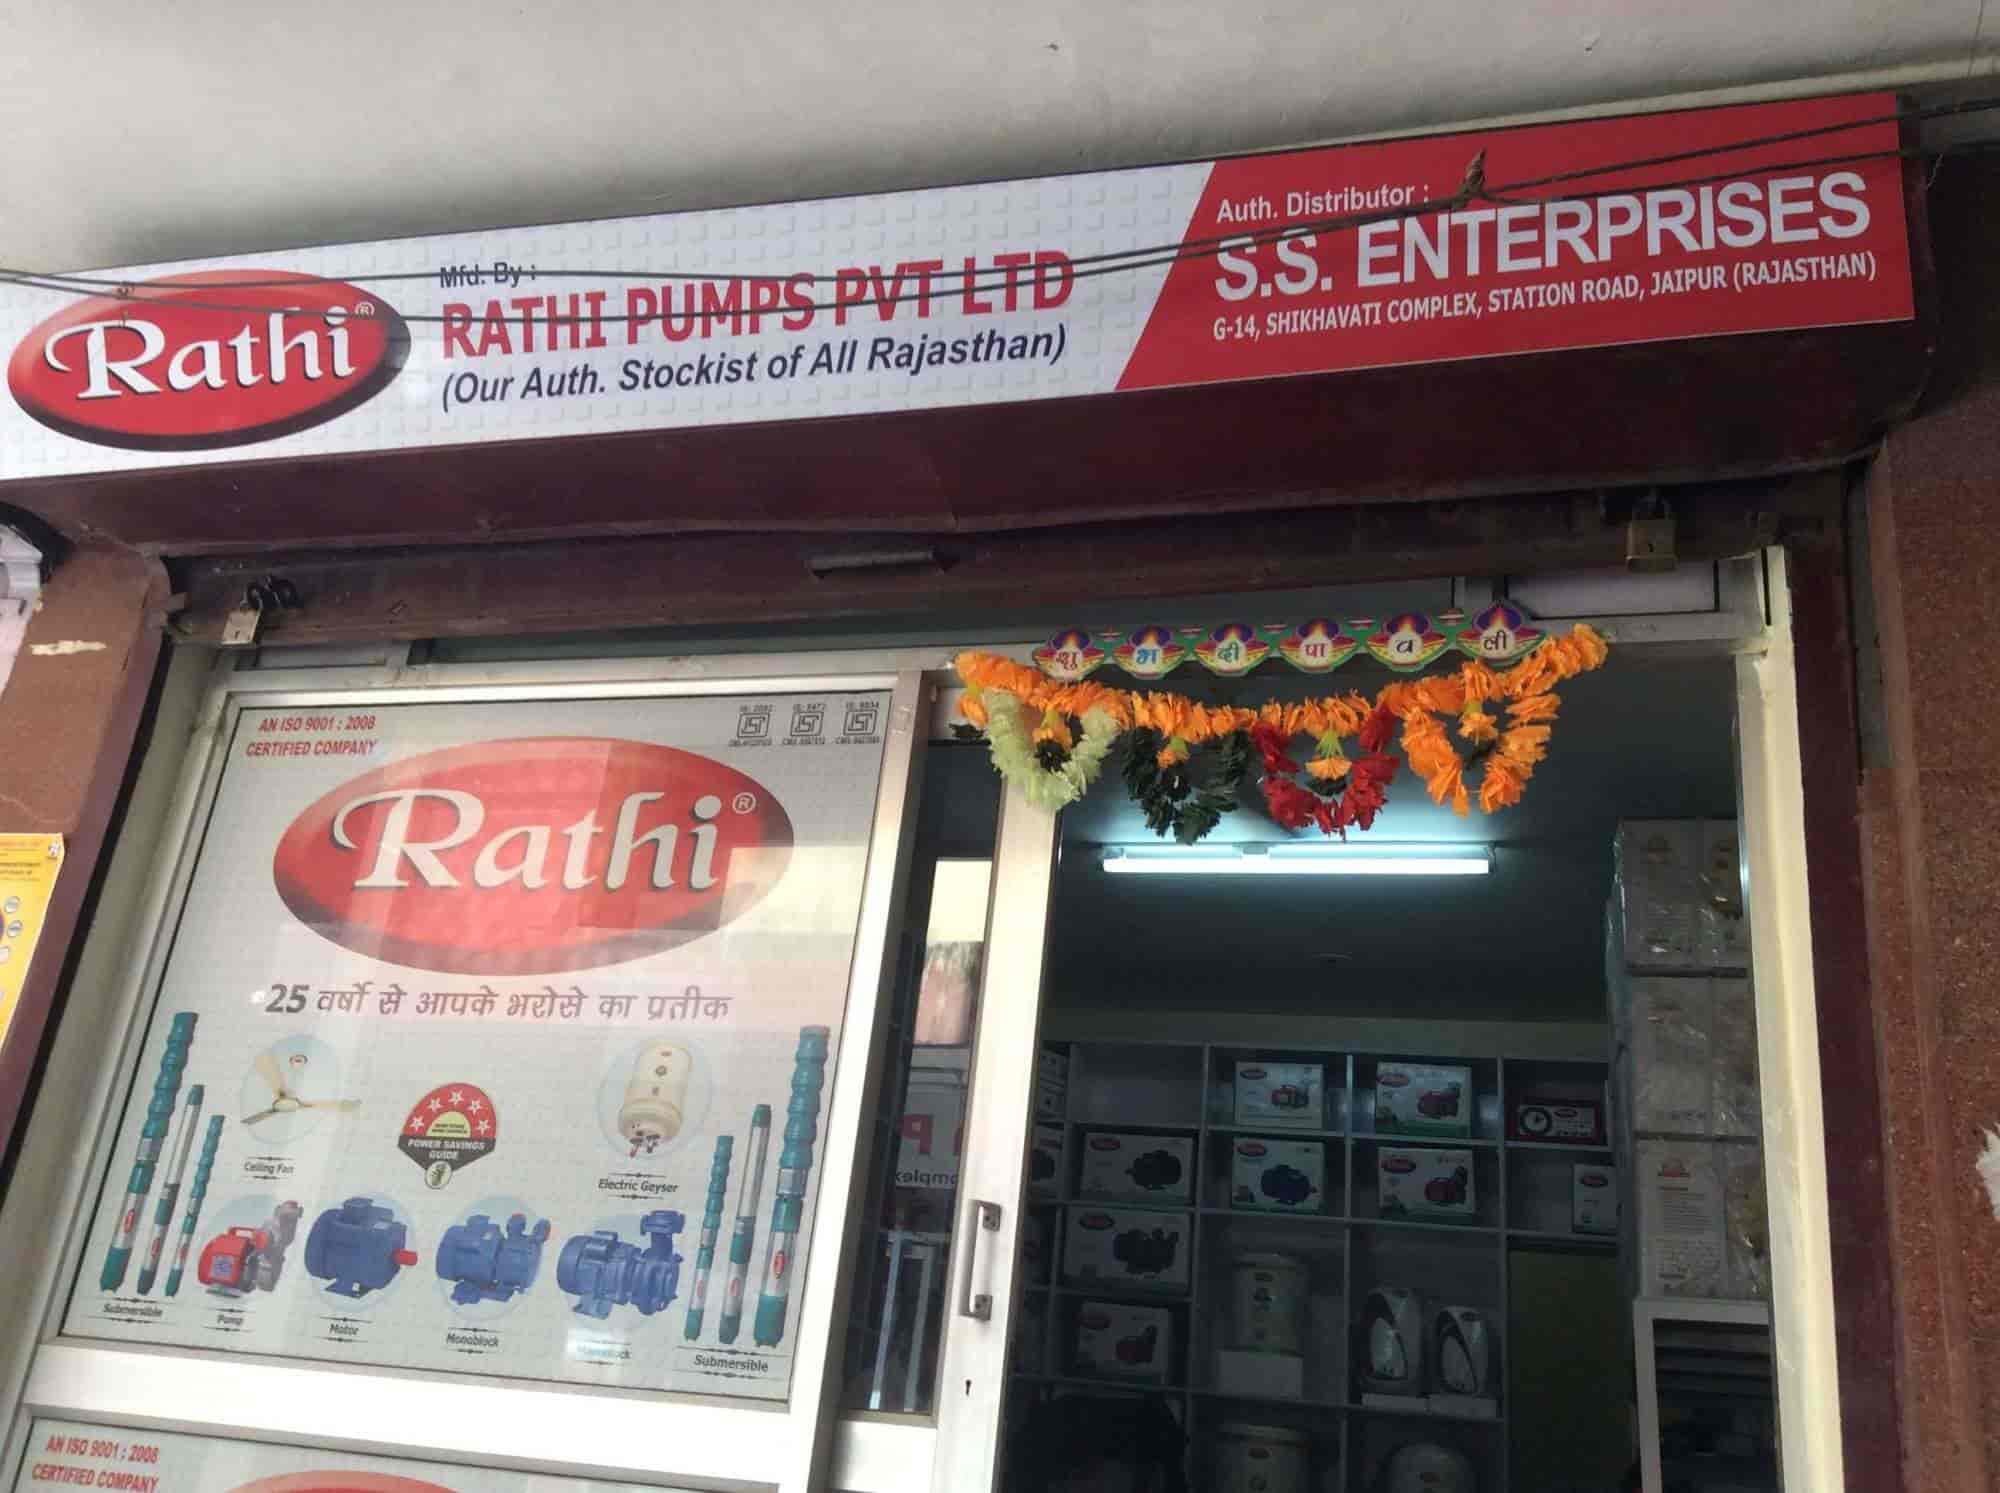 Rathi®
Mfd. By :
RATHI PUMPS PVT LTD
(Our Auth. Stockist of All Rajasthan)
Auth. Distributor :
S.S. ENTERPRISES
G-14, SHIKHAVATI COMPLEX, STATION ROAD, JAIPUR (RAJASTHAN)
शु भ दी पा व ली
AN ISO 9001 : 2008
CERTIFIED COMPANY
Rathi®
25 वर्षो से आपके भरोसे का प्रतीक
Ceiling Fan
POWER SAVINGS
GUIDE
Electric Geyser
Submersible
Pump
Motor
Monoblock
Monoblock
Submersible
AN ISO 9001 : 2008
CERTIFIED COMPANY